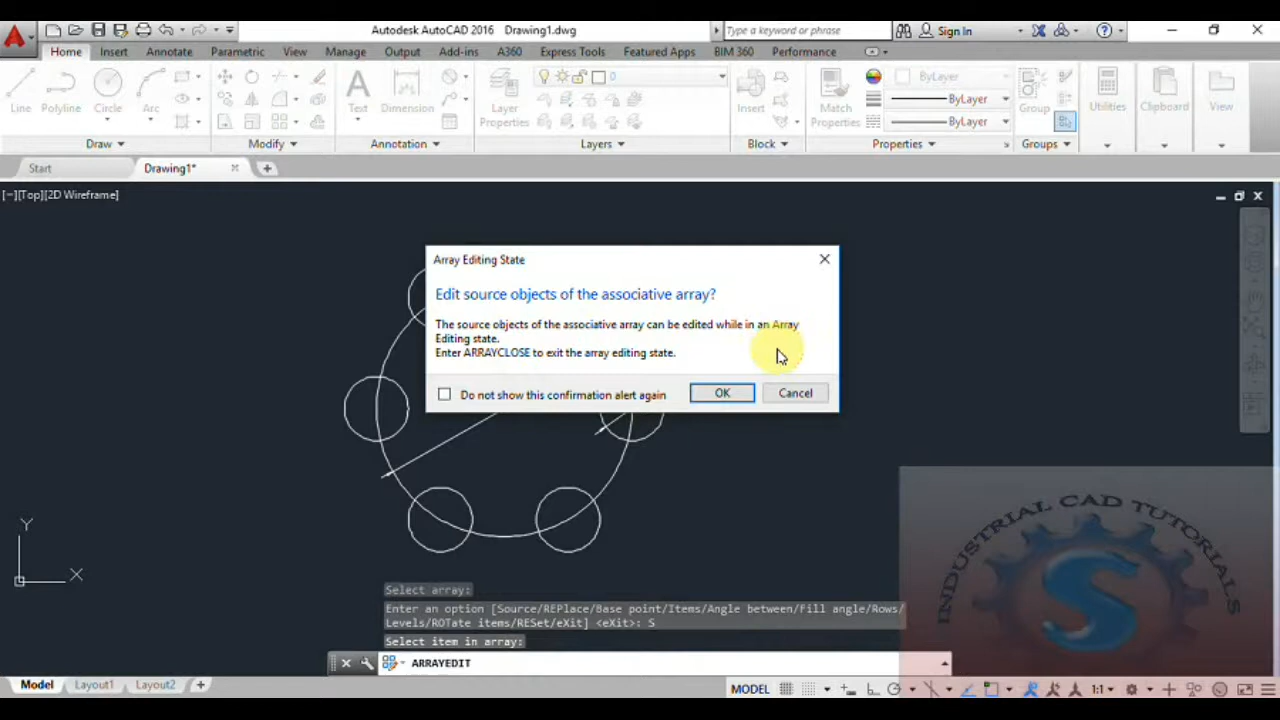 Autodesk AutoCAD 2016 Drawing1.dwg
Type a keyword or phrase
Sign In
Home Insert Annotate Parametric View Manage Output Add-ins A360 Express Tools Featured Apps BIM 360 Performance
Line Polyline Circle Arc
Text Dimension
Layer Properties
0
Insert
Match Properties
ByLayer
ByLayer
ByLayer
Group
Utilities
Clipboard
View
Draw Modify Annotation Layers Block Properties Groups
Start Drawing1*
[−][Top][2D Wireframe]
Array Editing State
Edit source objects of the associative array?
The source objects of the associative array can be edited while in an Array
Editing state.
Enter ARRAYCLOSE to exit the array editing state.
Do not show this confirmation alert again
OK Cancel
Y
X
INDUSTRIAL CAD TUTORIALS
S
Select array:
Enter an option [Source/REPlace/Base point/Items/Angle between/Fill angle/Rows/
Levels/ROTate items/RESet/eXit] <eXit>: S
Select item in array:
ARRAYEDIT
Model Layout1 Layout2
MODEL
1:1